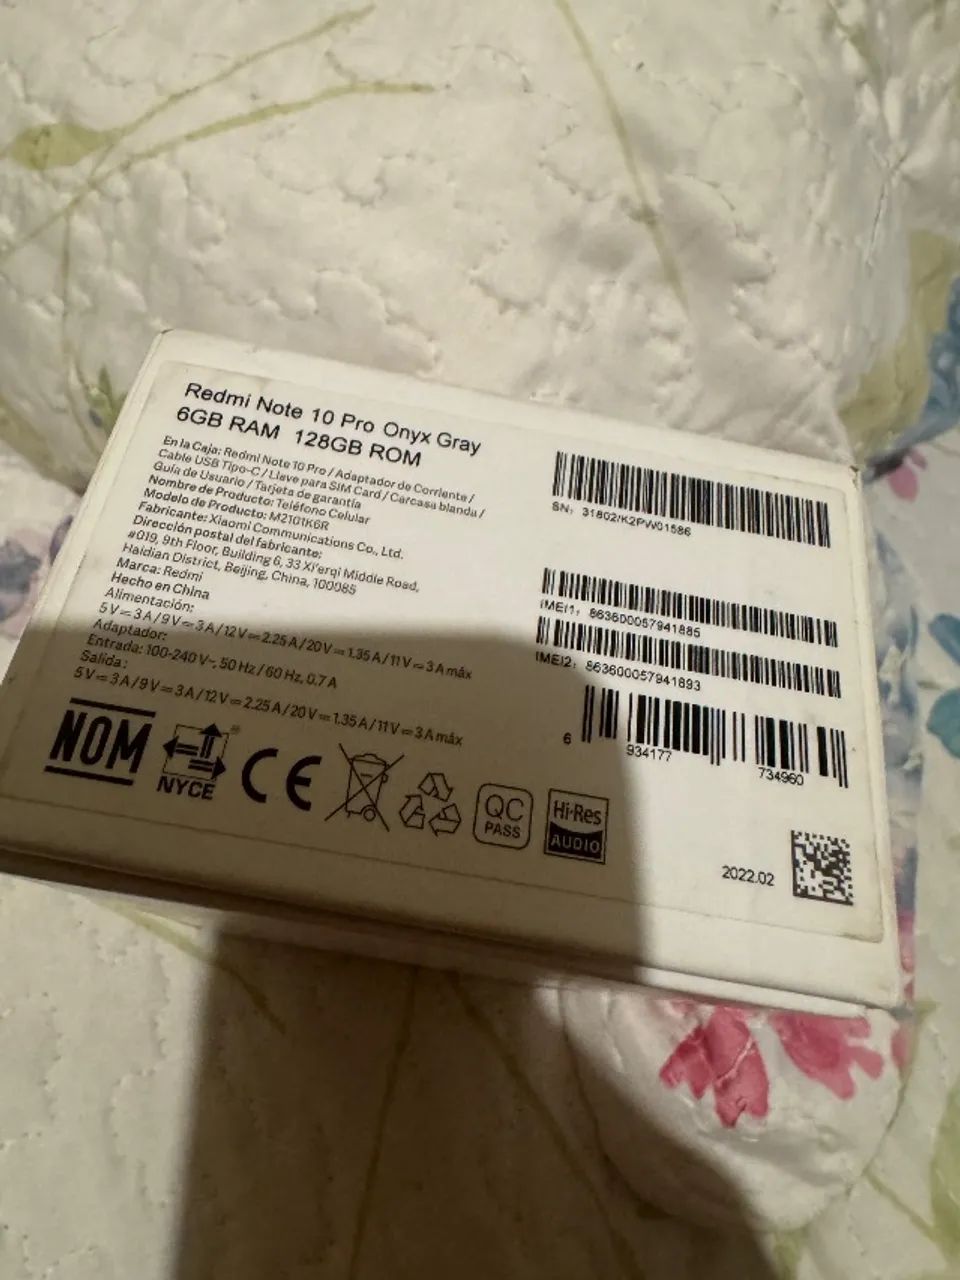 Redmi Note 10 Pro Onyx Gray
6GB RAM 128GB ROM
En la Caja: Redmi Note 10 Pro / Adaptador de Corriente /
Cable USB Tipo-C / Llave para SIM Card / Carcasa blanda /
Guía de Usuario / Tarjeta de garantía
Nombre de Producto: Teléfono Celular
Modelo de Producto: M2101K6R
Fabricante: Xiaomi Communications Co., Ltd.
Dirección postal del fabricante:
#019, 9th Floor, Building 6, 33 Xi'erqi Middle Road,
Haidian District, Beijing, China, 100085
Marca: Redmi
Hecho en China
Alimentación:
5 V⎓3 A / 9 V⎓3 A / 12 V⎓2.25 A / 20 V⎓1.35 A / 11 V⎓3 A máx
Adaptador:
Entrada: 100-240 V~, 50 Hz / 60 Hz, 0.7 A
Salida:
5 V⎓3 A / 9 V⎓3 A / 12 V⎓2.25 A / 20 V⎓1.35 A / 11 V⎓3 A máx
NOM
NYCE
®
CE
QC
PASS
Hi-Res
AUDIO
SN: 31802/K2PW01586
IMEI1: 863600057941885
IMEI2: 863600057941893
6 934177 734960
2022.02